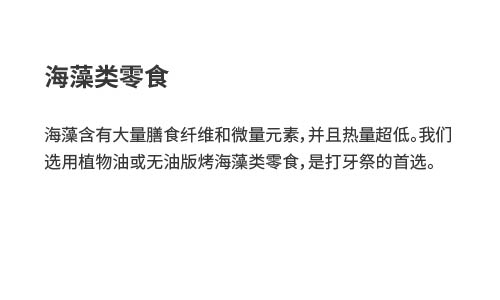 海藻类零食
海藻含有大量膳食纤维和微量元素，并且热量超低。我们
选用植物油或无油版烤海藻类零食，是打牙祭的首选。